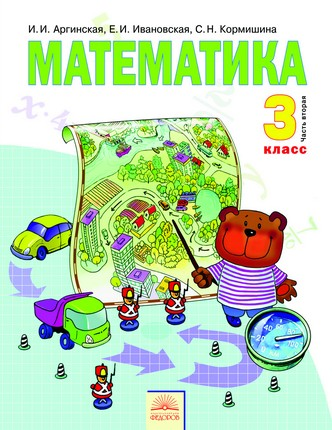 И. И. Аргинская, Е. И. Ивановская, С. Н. Кормишина
МАТЕМАТИКА
3
класс
Часть вторая
ФЕДОРОВ